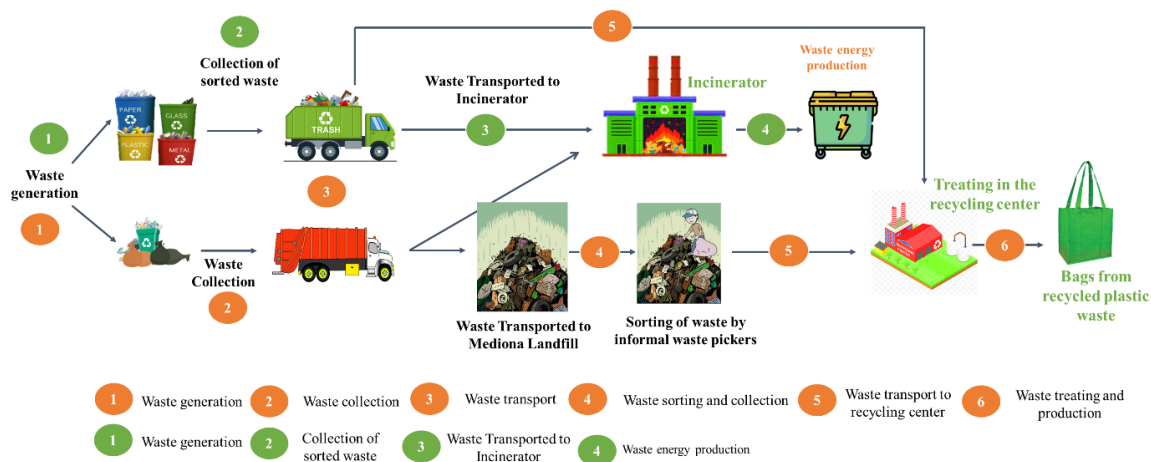 5
2
Collection of
sorted waste
Waste energy
production
Waste Transported to
Incinerator
Incinerator
PAPER
GLASS
PLASTIC
METAL
TRASH
1
3
4
Waste
generation
1
3
Treating in the
recycling center
Waste
Collection
2
4
5
6
Bags from
recycled plastic
waste
Waste Transported to
Mediona Landfill
Sorting of waste by
informal waste pickers
1 Waste generation
2 Waste collection
3 Waste transport
4 Waste sorting and collection
5 Waste transport to
recycling center
6 Waste treating and
production
1 Waste generation
2 Collection of
sorted waste
3 Waste Transported to
Incinerator
4 Waste energy production